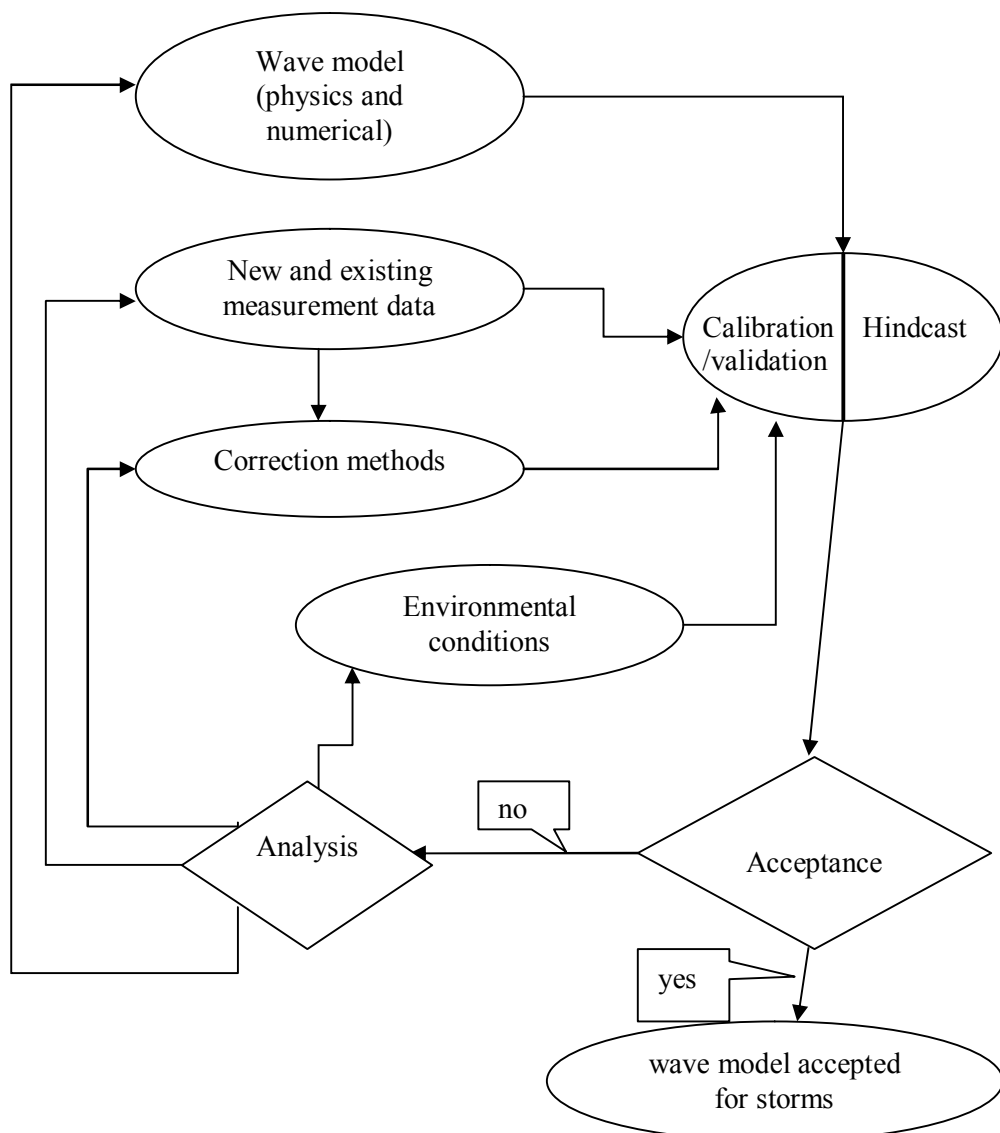 Wave model
(physics and
numerical)
New and existing
measurement data
Calibration
/validation
Hindcast
Correction methods
Environmental
conditions
no
Analysis
Acceptance
yes
wave model accepted
for storms